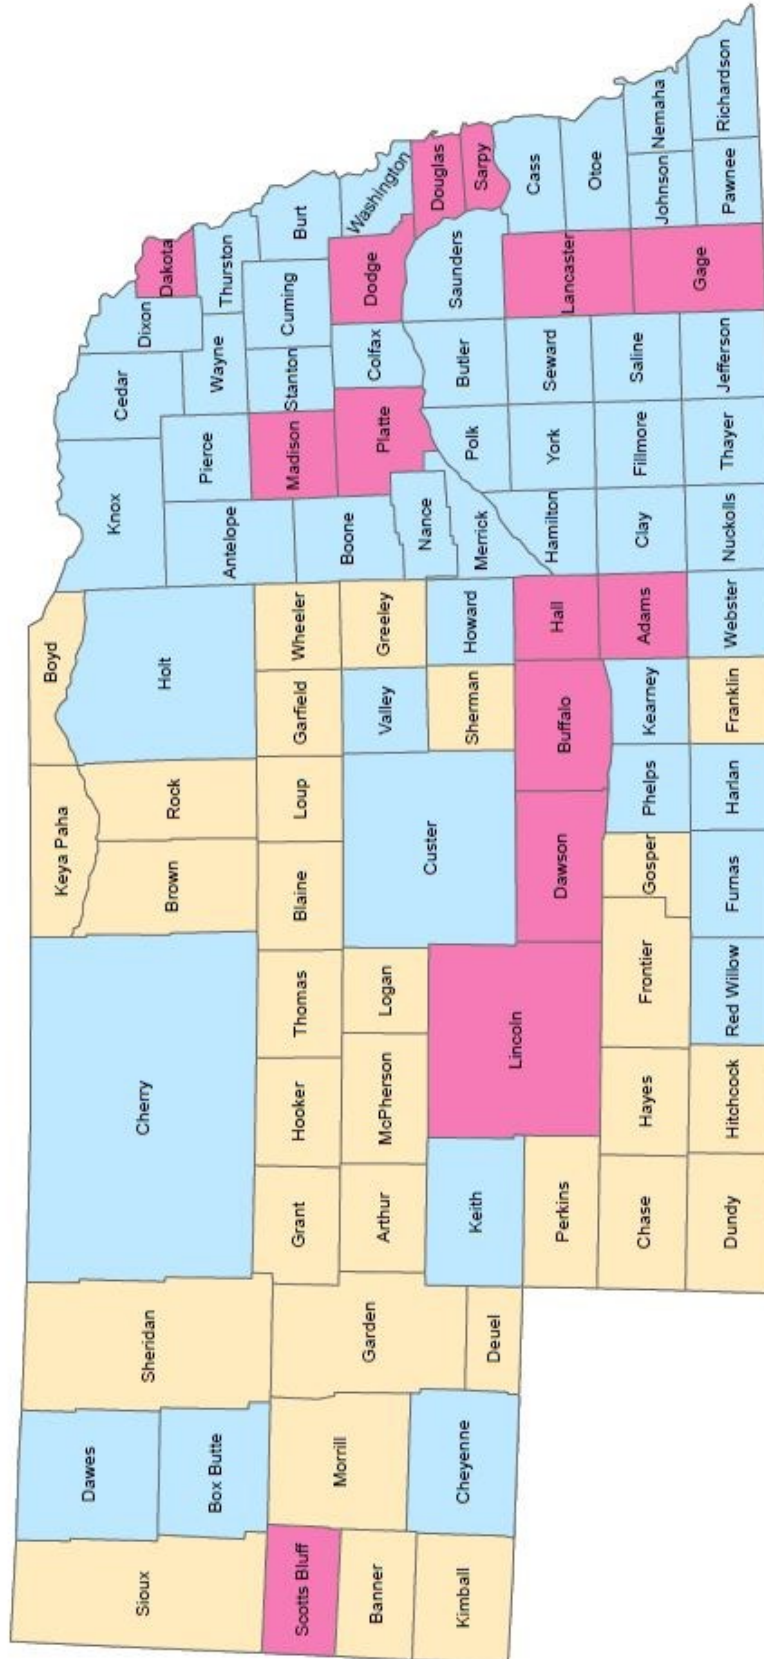 Sioux
Dawes
Box Butte
Sheridan
Cherry
Keya Paha
Boyd
Brown
Rock
Holt
Knox
Cedar
Dixon
Dakota
Antelope
Pierce
Wayne
Thurston
Scotts Bluff
Banner
Kimball
Morrill
Cheyenne
Garden
Deuel
Grant
Hooker
Thomas
Blaine
Loup
Garfield
Wheeler
Arthur
McPherson
Logan
Custer
Valley
Greeley
Boone
Madison
Stanton
Cuming
Burt
Keith
Lincoln
Sherman
Howard
Nance
Merrick
Platte
Colfax
Dodge
Washington
Polk
Butler
Saunders
Douglas
Sarpy
Perkins
Dawson
Buffalo
Hall
Hamilton
York
Seward
Lancaster
Cass
Otoe
Chase
Hayes
Frontier
Gosper
Phelps
Kearney
Adams
Clay
Fillmore
Saline
Gage
Johnson
Nemaha
Dundy
Hitchcock
Red Willow
Furnas
Harlan
Franklin
Webster
Nuckolls
Thayer
Jefferson
Pawnee
Richardson